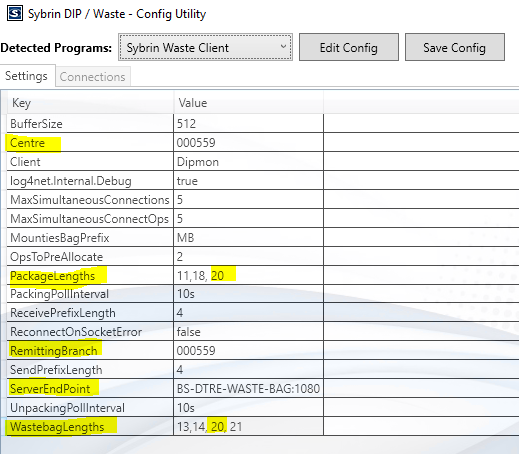 Sybrin DIP / Waste - Config Utility
Detected Programs: Sybrin Waste Client Edit Config Save Config
Settings Connections
Key Value
BufferSize 512
Centre 000559
Client Dipmon
log4net.Internal.Debug true
MaxSimultaneousConnections 5
MaxSimultaneousConnectOps 5
MountiesBagPrefix MB
OpsToPreAllocate 2
PackageLengths 11,18, 20
PackingPollInterval 10s
ReceivePrefixLength 4
ReconnectOnSocketError false
RemittingBranch 000559
SendPrefixLength 4
ServerEndPoint BS-DTRE-WASTE-BAG:1080
UnpackingPollInterval 10s
WastebagLengths 13,14, 20, 21